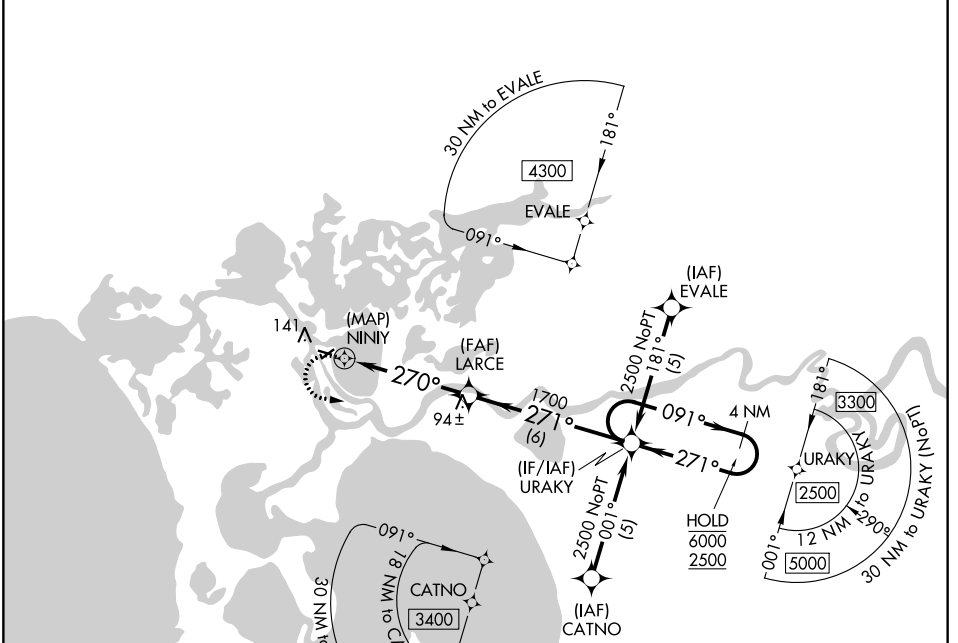 30 NM to EVALE
181°
4300
EVALE
091°
(IAF)
EVALE
141
(MAP)
NINIY
(FAF)
LARCE
2500 NoPT
181°
(5)
270°
94±
1700
271°
(6)
091°
4 NM
271°
(IF/IAF)
URAKY
HOLD
6000
2500
2500 NoPT
001°
(5)
(IAF)
CATNO
181°
3300
URAKY
2500
12 NM to URAKY
290°
001°
5000
30 NM to URAKY (NoPT)
091°
CATNO
3400
18 NM to C
30 NM to